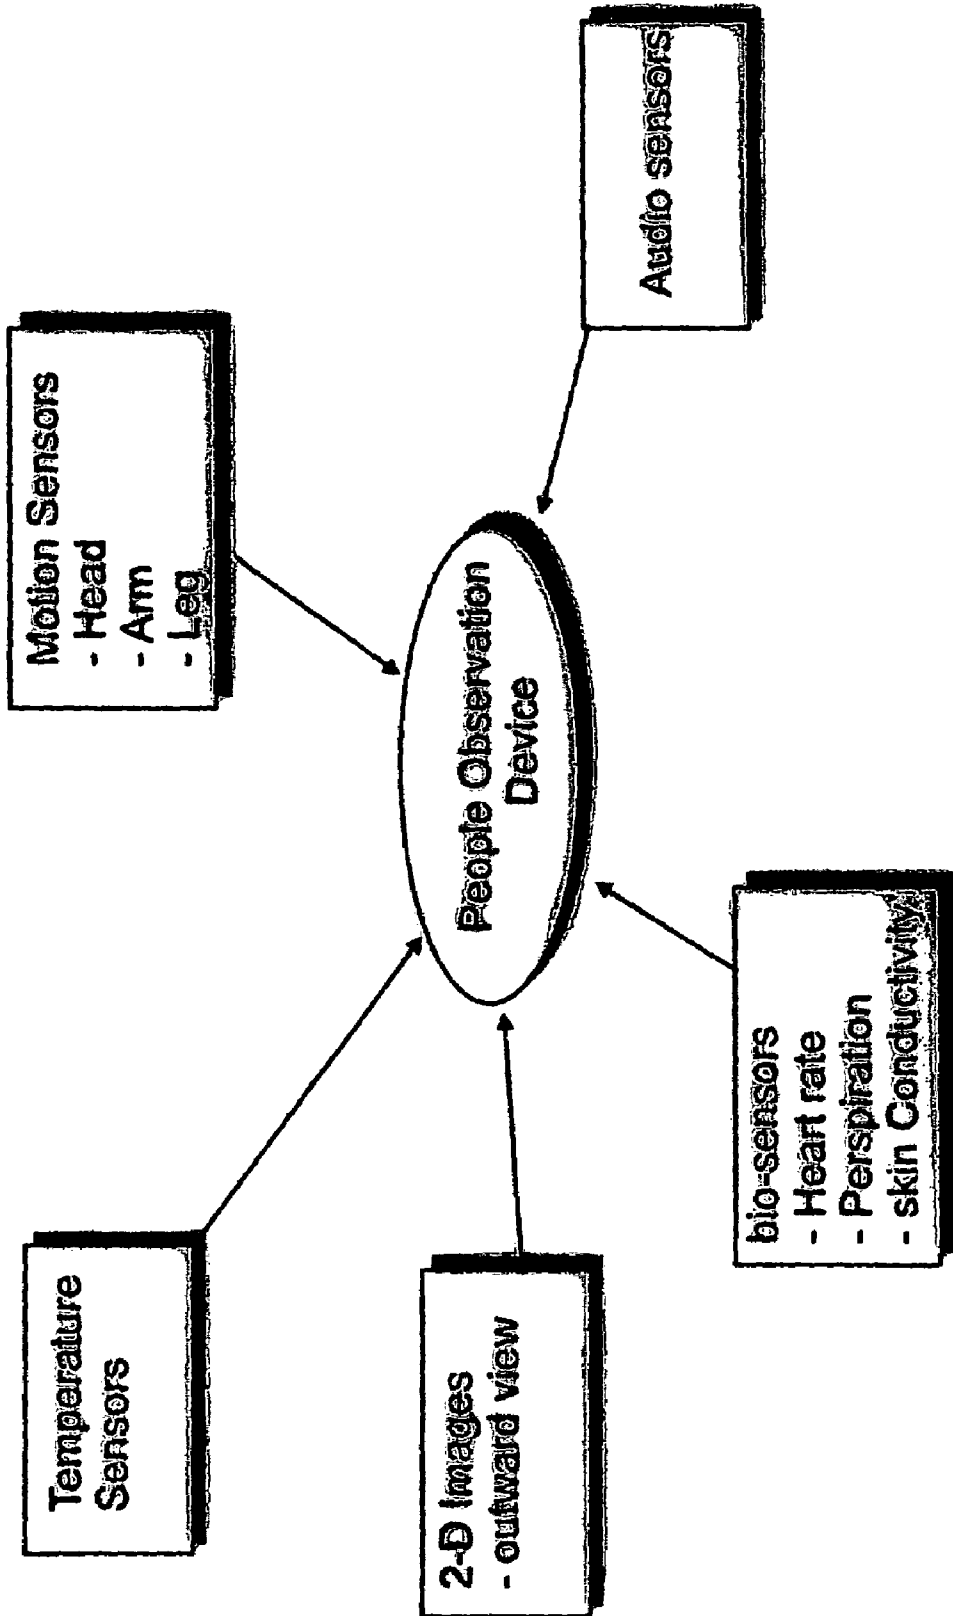 Temperature
Sensors
Motion Sensors
- Head
- Arm
- Leg
2-D Images
- outward view
People Observation
Device
Audio sensors
bio-sensors
- Heart rate
- Perspiration
- skin Conductivity